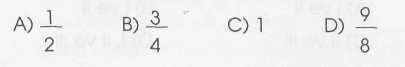 A) 1/2 B) 3/4 C) 1 D) 9/8